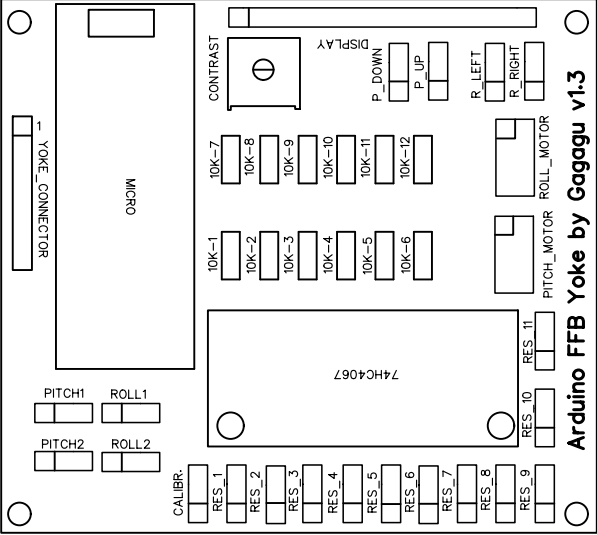 DISPLAY
CONTRAST
P_DOWN
P_UP
R_LEFT
R_RIGHT
1
YOKE_CONNECTOR
MICRO
10K-7
10K-8
10K-9
10K-10
10K-11
10K-12
ROLL_MOTOR
10K-1
10K-2
10K-3
10K-4
10K-5
10K-6
PITCH_MOTOR
Arduino FFB Yoke by Gagagu v1.3
74HC4067
RES_11
RES_10
PITCH1
ROLL1
PITCH2
ROLL2
CALIBR.
RES_1
RES_2
RES_3
RES_4
RES_5
RES_6
RES_7
RES_8
RES_9